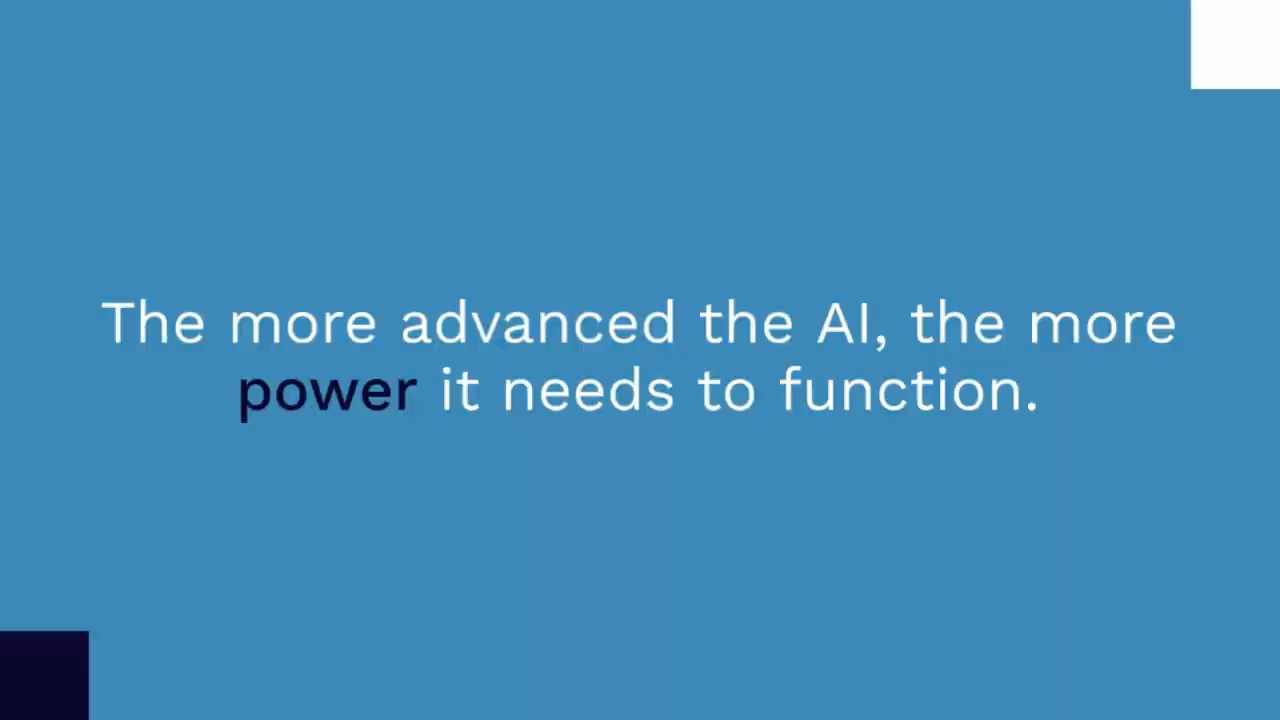 The more advanced the AI, the more
power it needs to function.